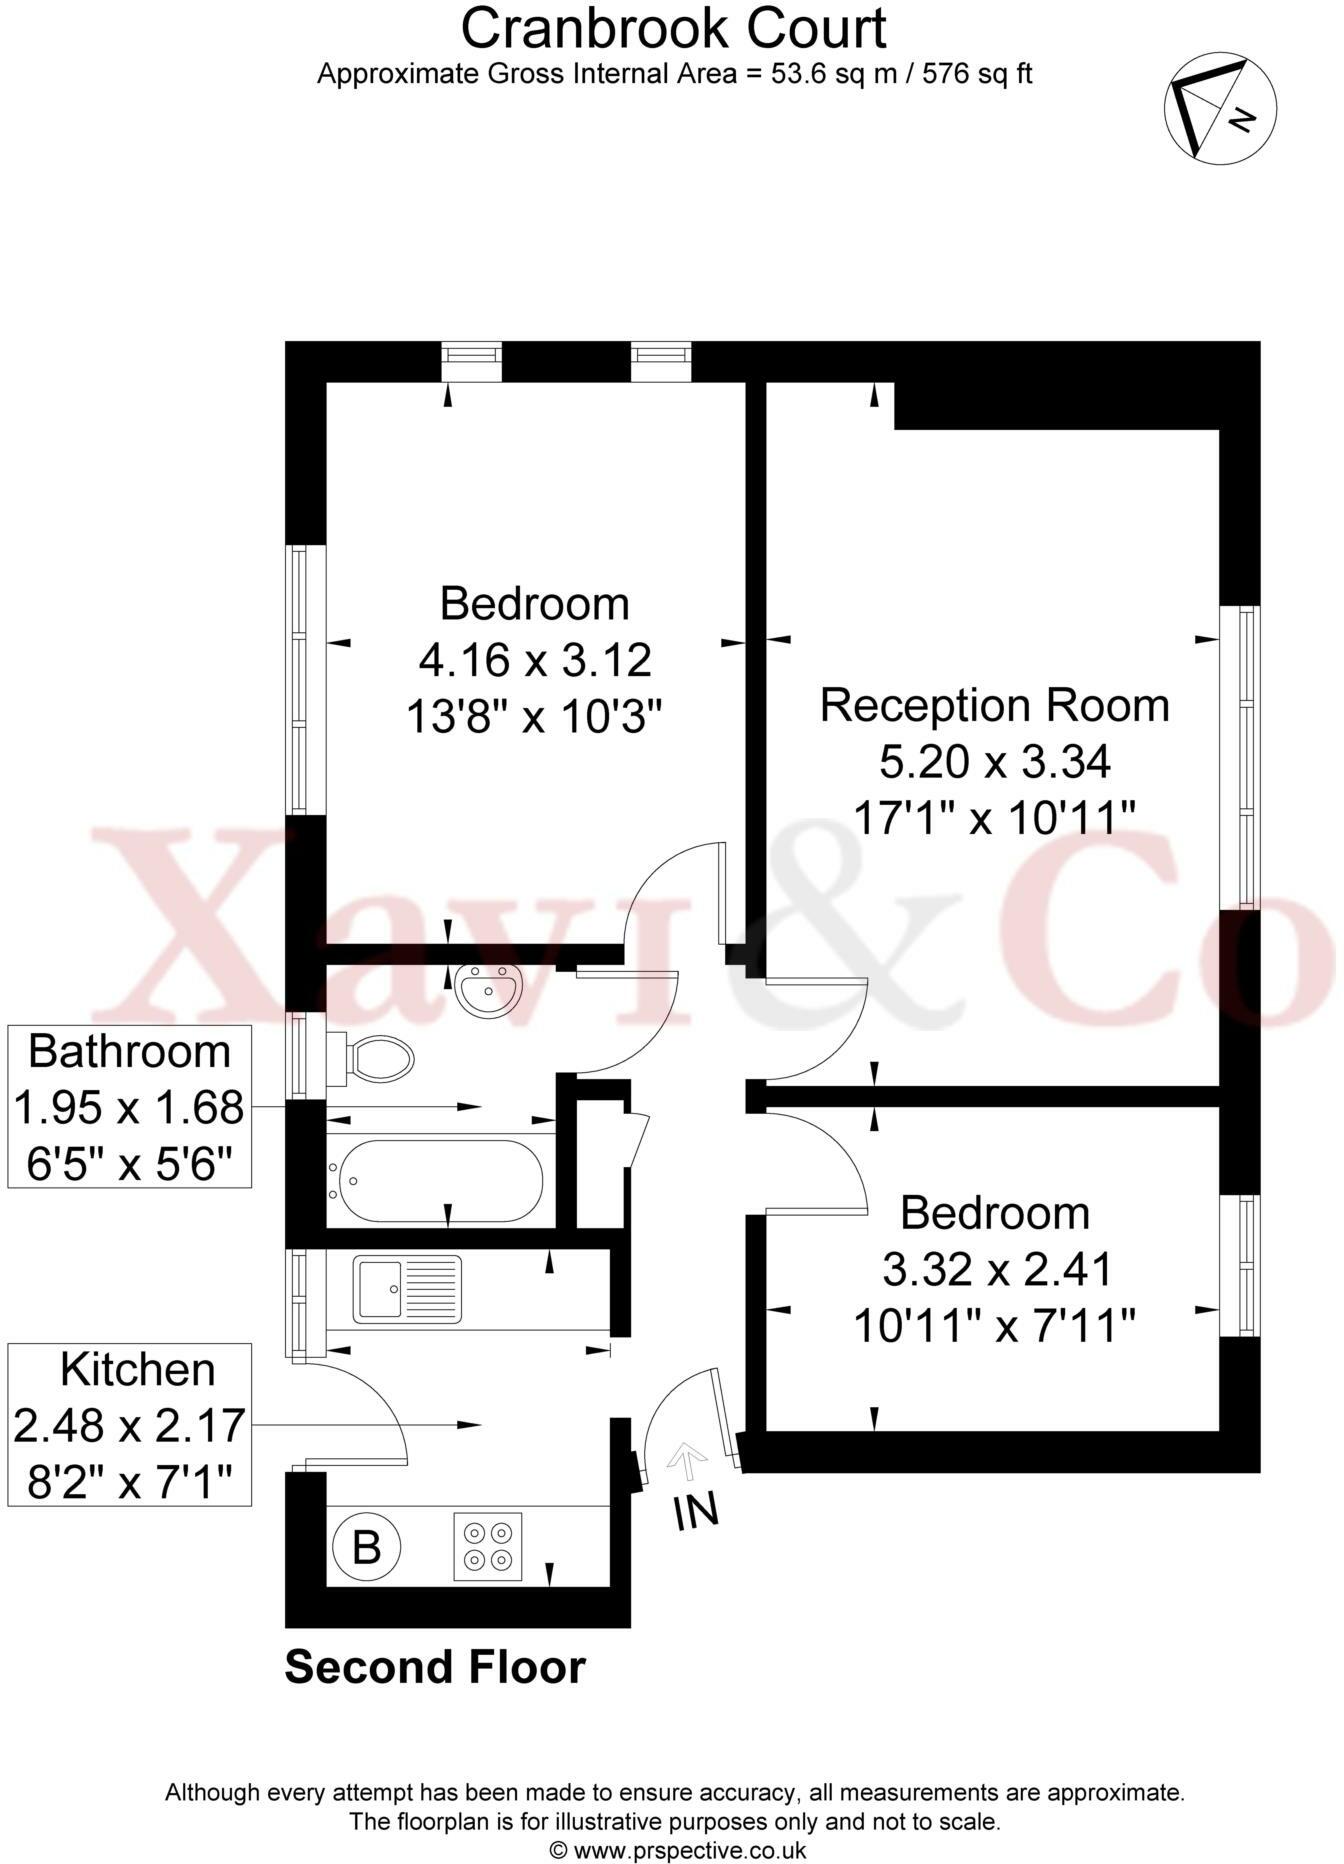 Cranbrook Court
Approximate Gross Internal Area = 53.6 sq m / 576 sq ft
N
Bedroom
4.16 x 3.12
13'8" x 10'3"
Reception Room
5.20 x 3.34
17'1" x 10'11"
Xavi&Co
Bathroom
1.95 x 1.68
6'5" x 5'6"
Bedroom
3.32 x 2.41
10'11" x 7'11"
Kitchen
2.48 x 2.17
8'2" x 7'1"
IN
B
Second Floor
Although every attempt has been made to ensure accuracy, all measurements are approximate.
The floorplan is for illustrative purposes only and not to scale.
© www.prspective.co.uk